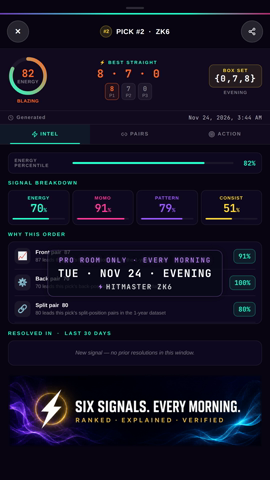 #2 PICK #2 · ZK6
82
ENERGY
BLAZING
⚡ BEST STRAIGHT
8 · 7 · 0
8 7 0
P1 P2 P3
BOX SET
{0,7,8}
EVENING
Generated
Nov 24, 2026, 3:44 AM
INTEL
PAIRS
ACTION
ENERGY PERCENTILE
82%
SIGNAL BREAKDOWN
ENERGY
70%
MOMO
91%
PATTERN
79%
CONSIST
51%
WHY THIS ORDER
Front pair 87
91%
PRO ROOM ONLY · EVERY MORNING
TUE · NOV 24 · EVENING
HITMASTER ZK6
Back
100%
Split pair 80
80 leads this pick's split-position pairs in the 1-year dataset
80%
RESOLVED IN · LAST 30 DAYS
New signal — no prior resolutions in this window.
SIX SIGNALS. EVERY MORNING.
RANKED · EXPLAINED · VERIFIED